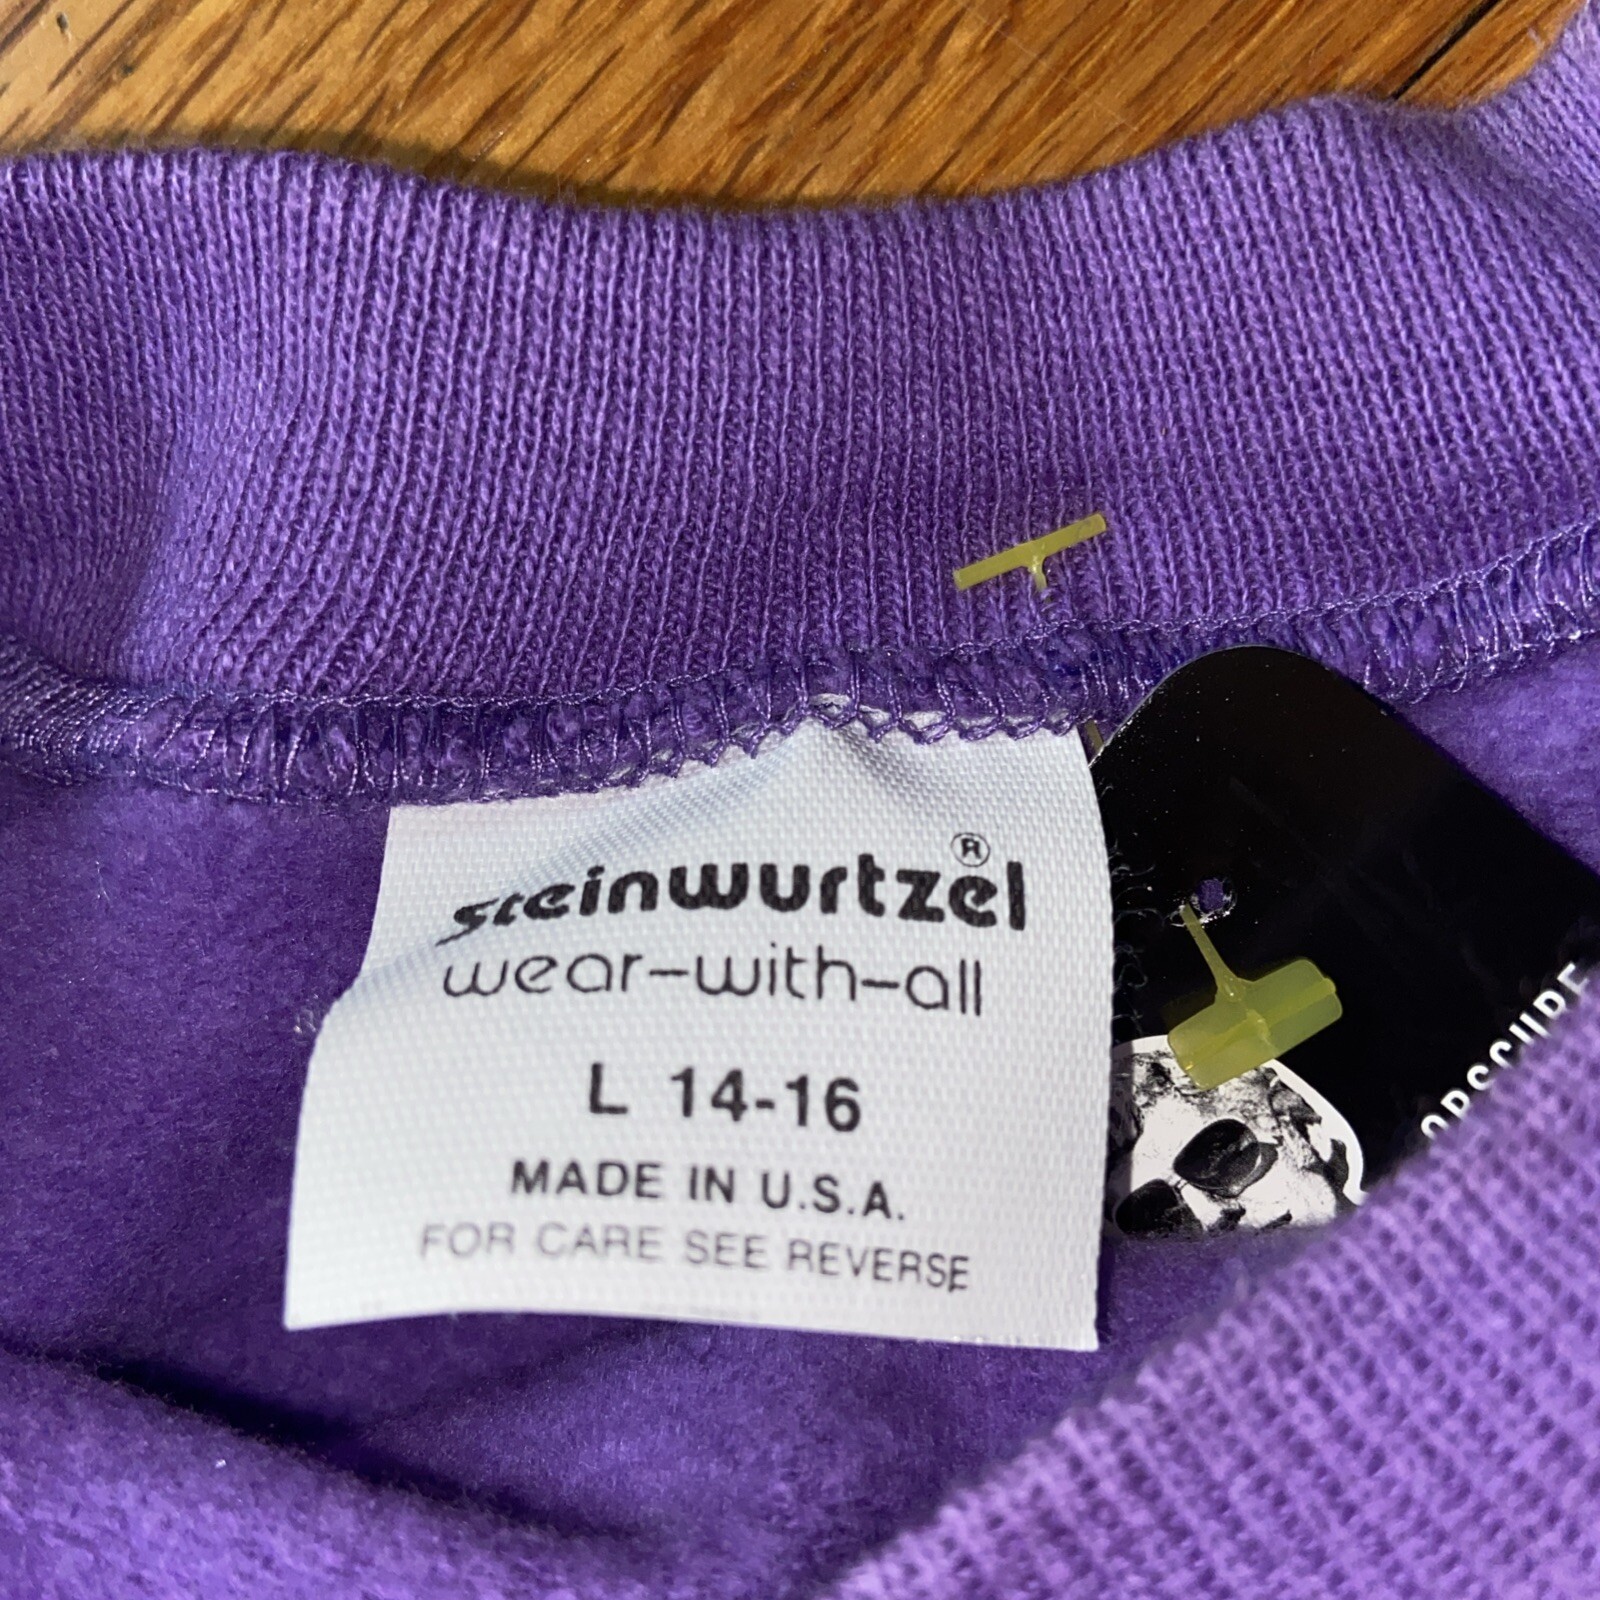 steinwurtzel ®
wear-with-all
L 14-16
MADE IN U.S.A.
FOR CARE SEE REVERSE
OBSCURE